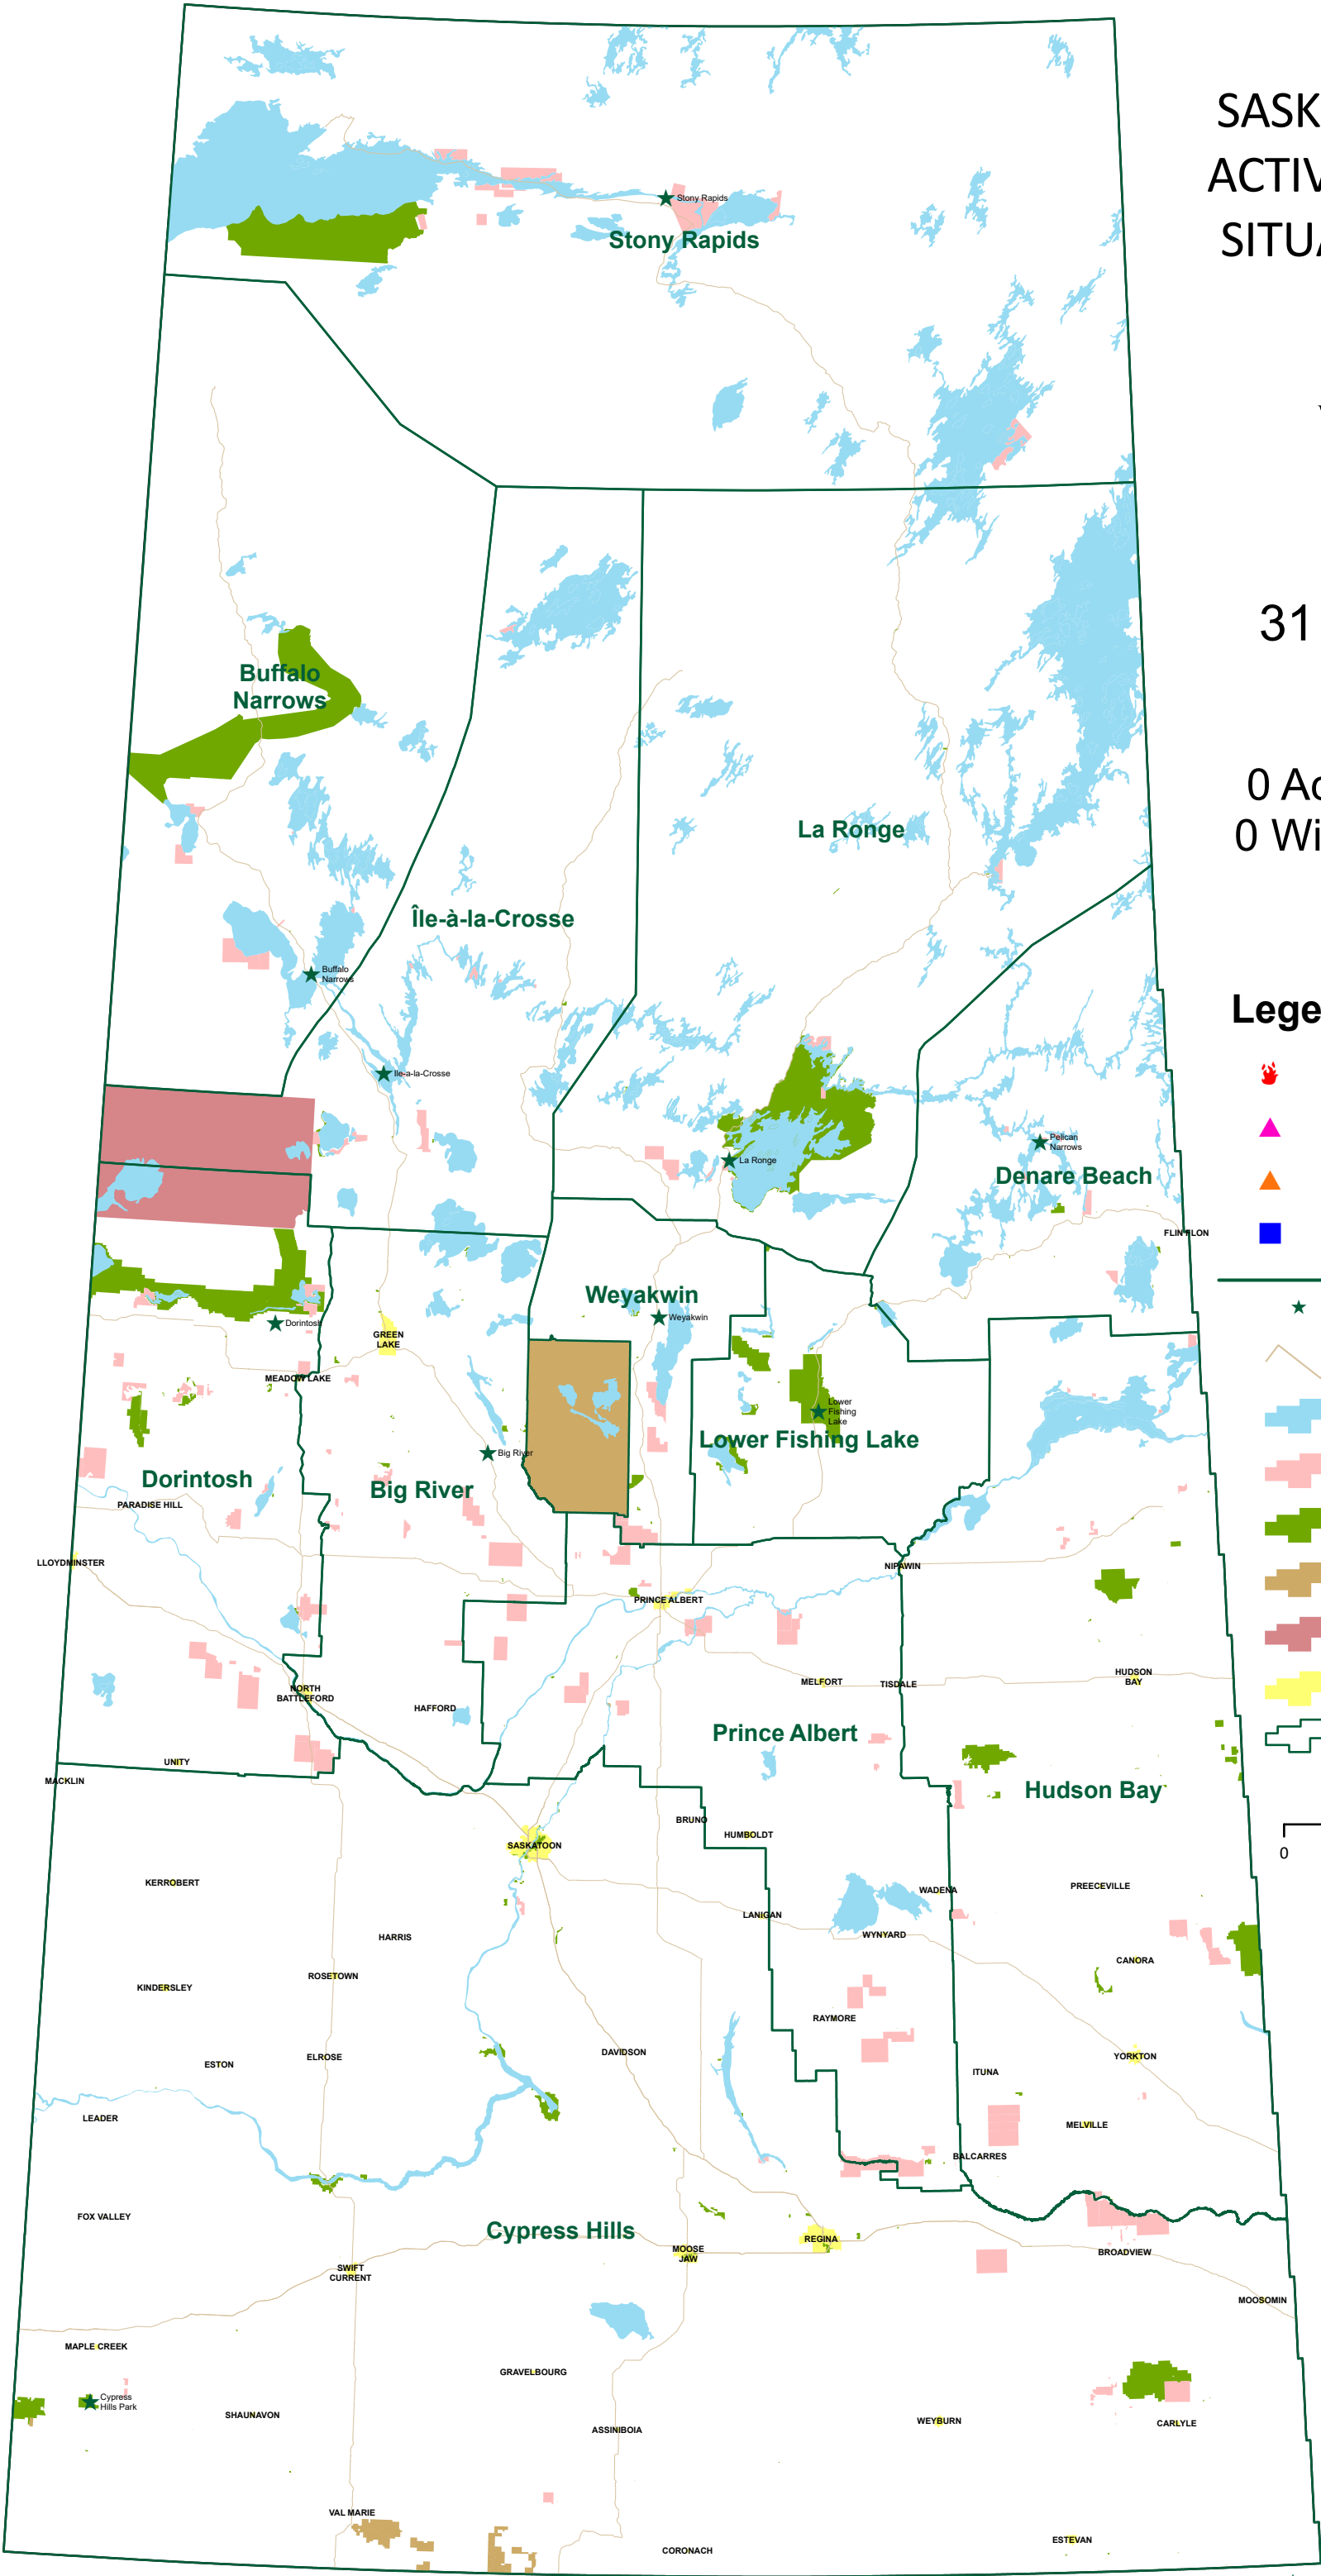 SASK
ACTIV
SITUA
31
0 Ac
0 Wi
Lege
0
Stony Rapids
Stony Rapids
Buffalo
Narrows
La Ronge
Île-à-la-Crosse
Buffalo
Narrows
Ile-a-la-Crosse
Pelican
Narrows
La Ronge
Denare Beach
FLIN FLON
Weyakwin
Weyakwin
Dorintosh
GREEN
LAKE
MEADOW LAKE
Lower
Fishing
Lake
Lower Fishing Lake
Big River
Dorintosh
Big River
PARADISE HILL
LLOYDMINSTER
NIPAWIN
PRINCE ALBERT
HUDSON
BAY
MELFORT
TISDALE
NORTH
BATTLEFORD
HAFFORD
Prince Albert
UNITY
MACKLIN
Hudson Bay
BRUNO
HUMBOLDT
SASKATOON
KERROBERT
PREECEVILLE
WADENA
LANIGAN
WYNYARD
HARRIS
CANORA
ROSETOWN
KINDERSLEY
RAYMORE
DAVIDSON
YORKTON
ELROSE
ESTON
ITUNA
LEADER
MELVILLE
BALCARRES
FOX VALLEY
Cypress Hills
REGINA
MOOSE
JAW
BROADVIEW
SWIFT
CURRENT
MOOSOMIN
MAPLE CREEK
GRAVELBOURG
Cypress
Hills Park
SHAUNAVON
WEYBURN
CARLYLE
ASSINIBOIA
VAL MARIE
ESTEVAN
CORONACH